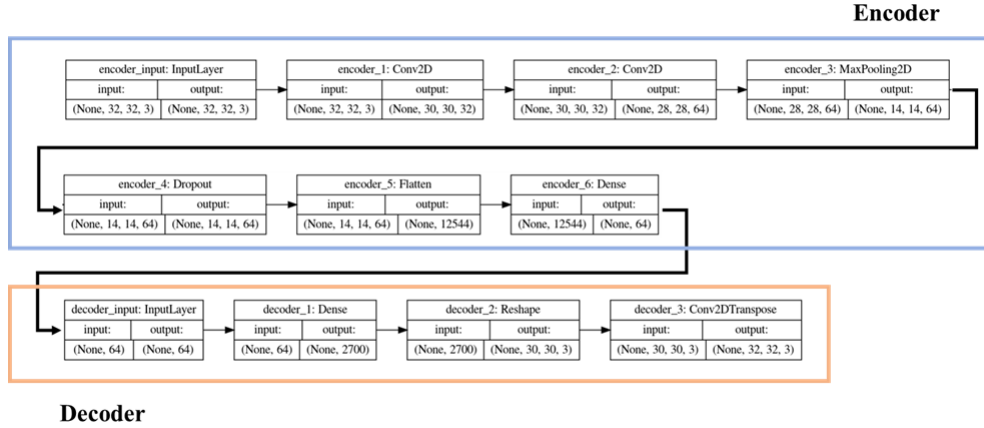 Encoder
encoder_input: InputLayer
input: output:
(None, 32, 32, 3) (None, 32, 32, 3)
encoder_1: Conv2D
input: output:
(None, 32, 32, 3) (None, 30, 30, 32)
encoder_2: Conv2D
input: output:
(None, 30, 30, 32) (None, 28, 28, 64)
encoder_3: MaxPooling2D
input: output:
(None, 28, 28, 64) (None, 14, 14, 64)
encoder_4: Dropout
input: output:
(None, 14, 14, 64) (None, 14, 14, 64)
encoder_5: Flatten
input: output:
(None, 14, 14, 64) (None, 12544)
encoder_6: Dense
input: output:
(None, 12544) (None, 64)
decoder_input: InputLayer
input: output:
(None, 64) (None, 64)
decoder_1: Dense
input: output:
(None, 64) (None, 2700)
decoder_2: Reshape
input: output:
(None, 2700) (None, 30, 30, 3)
decoder_3: Conv2DTranspose
input: output:
(None, 30, 30, 3) (None, 32, 32, 3)
Decoder